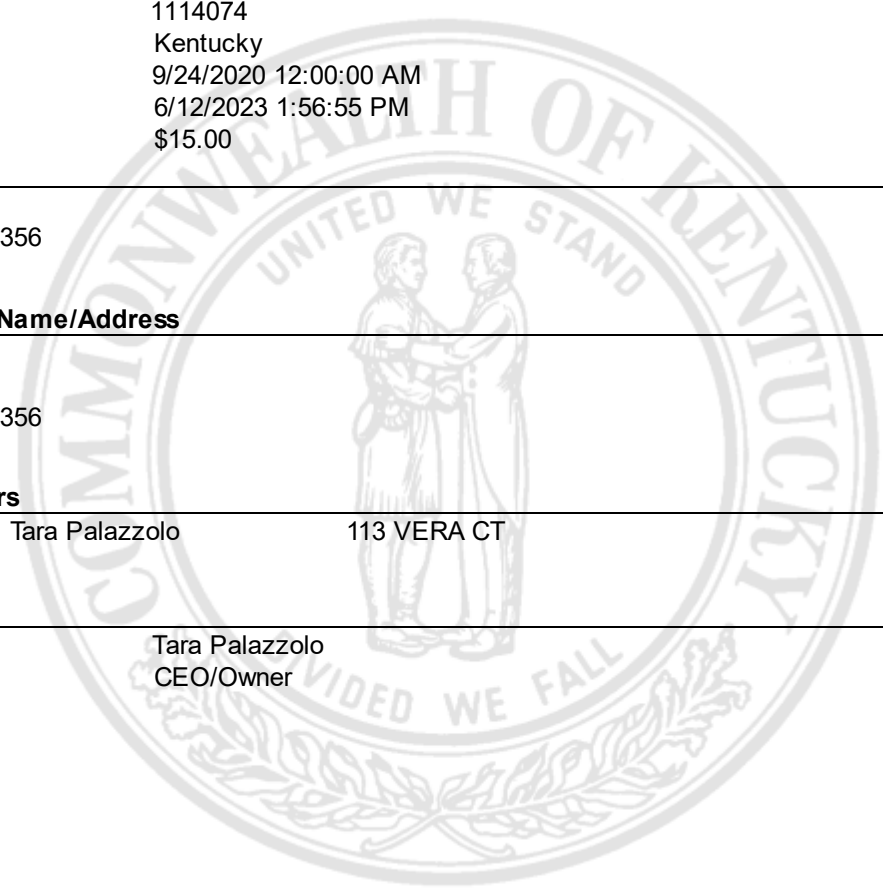 1114074
Kentucky
9/24/2020 12:00:00 AM
6/12/2023 1:56:55 PM
$15.00
356
Name/Address
356
rs
Tara Palazzolo 113 VERA CT
Tara Palazzolo
CEO/Owner
COMMONWEALTH OF KENTUCKY
UNITED WE STAND
DIVIDED WE FALL